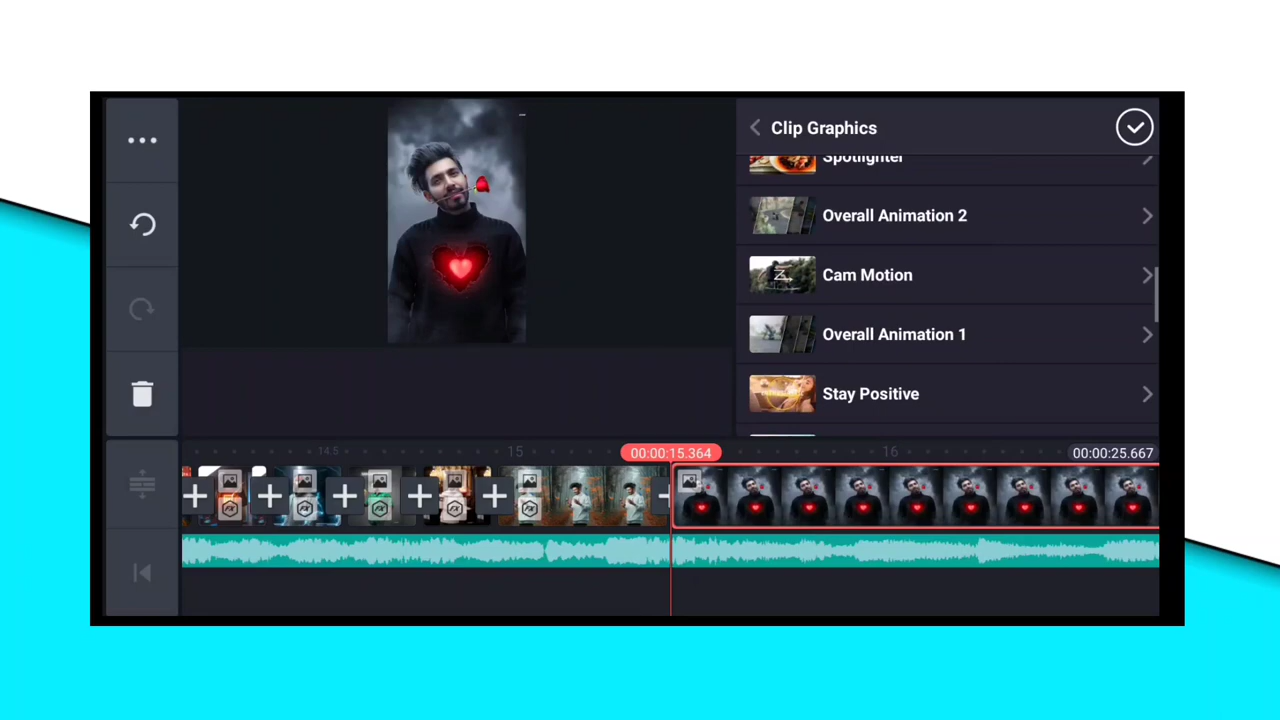 Clip Graphics
Spotlighter
Overall Animation 2
Cam Motion
Overall Animation 1
Stay Positive
14.5
15
00:00:15.364
16
00:00:25.667